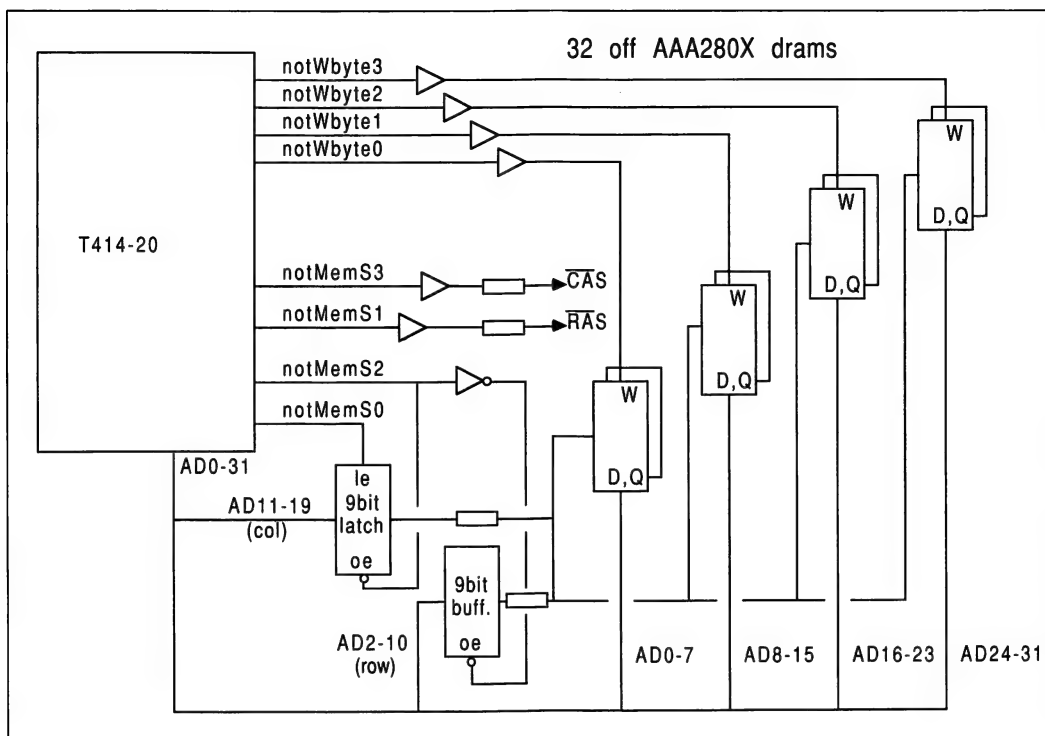 32 off AAA280X drams
notWbyte3
notWbyte2
notWbyte1
notWbyte0
T414-20
notMemS3
CAS
notMemS1
RAS
notMemS2
notMemS0
AD0-31
W
D,Q
W
D,Q
W
D,Q
W
D,Q
AD11-19
(col)
le
9bit
latch
oe
9bit
buff.
oe
AD2-10
(row)
AD0-7
AD8-15
AD16-23
AD24-31